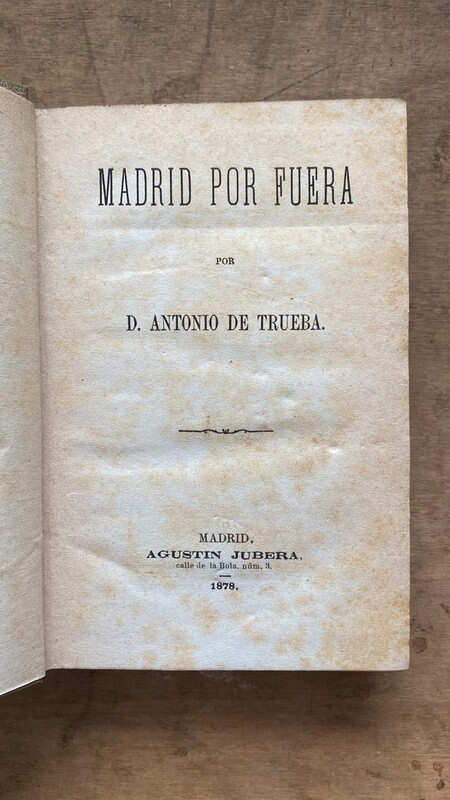 MADRID POR FUERA
POR
D. ANTONIO DE TRUEBA.
MADRID,
AGUSTIN JUBERA,
calle de la Bola, núm, 3.
1878.